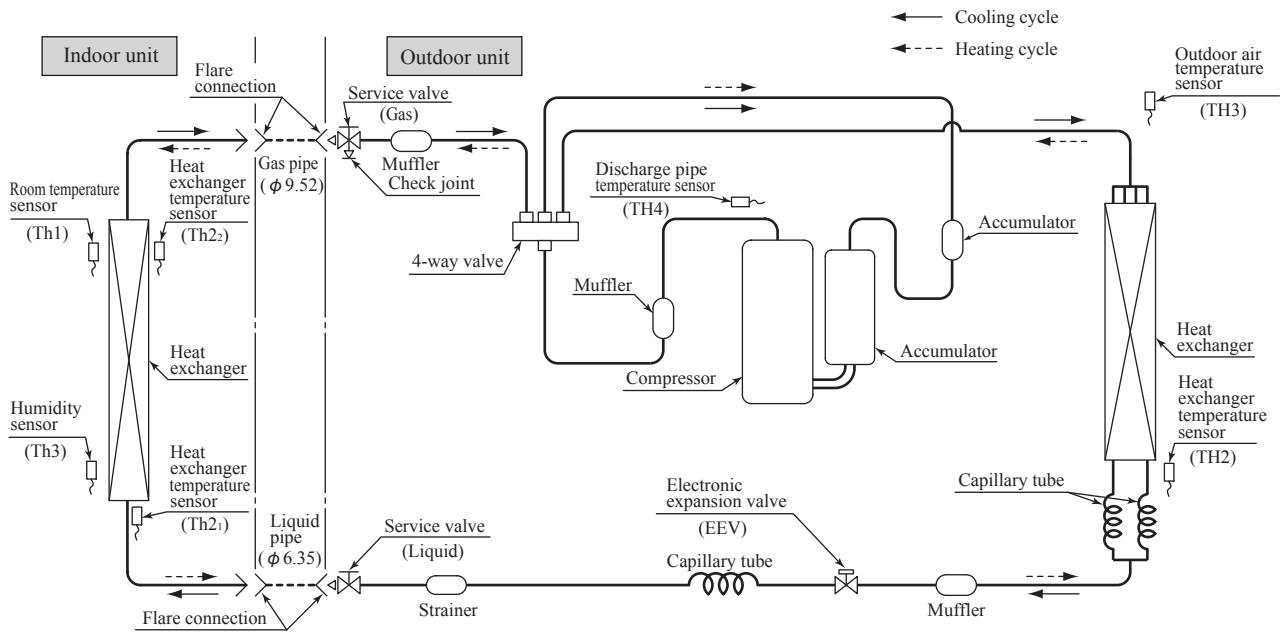 Cooling cycle
Heating cycle
Indoor unit
Outdoor unit
Flare
connection
Service valve
(Gas)
Outdoor air
temperature
sensor
(TH3)
Gas pipe
(ϕ9.52)
Muffler
Check joint
Discharge pipe
temperature sensor
(TH4)
Room temperature
sensor
(Th1)
Heat
exchanger
temperature
sensor
(Th2₂)
4-way valve
Accumulator
Muffler
Heat
exchanger
Compressor
Accumulator
Heat
exchanger
Humidity
sensor
(Th3)
Heat
exchanger
temperature
sensor
(TH2)
Heat
exchanger
temperature
sensor
(Th2₁)
Liquid
pipe
(ϕ6.35)
Service valve
(Liquid)
Electronic
expansion valve
(EEV)
Capillary tube
Capillary tube
Flare connection
Strainer
Muffler